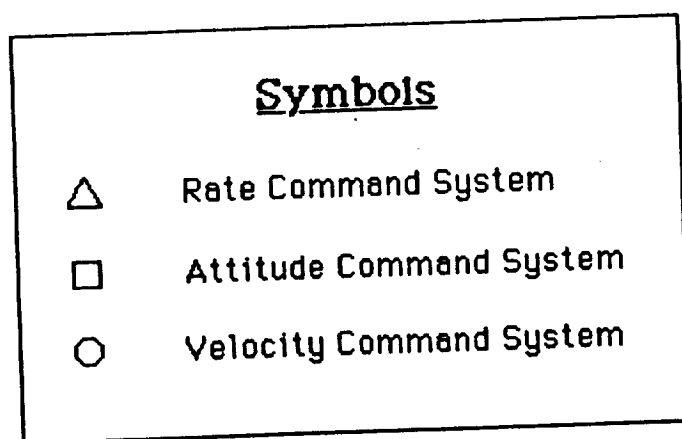 Symbols
Rate Command System
Attitude Command System
Velocity Command System